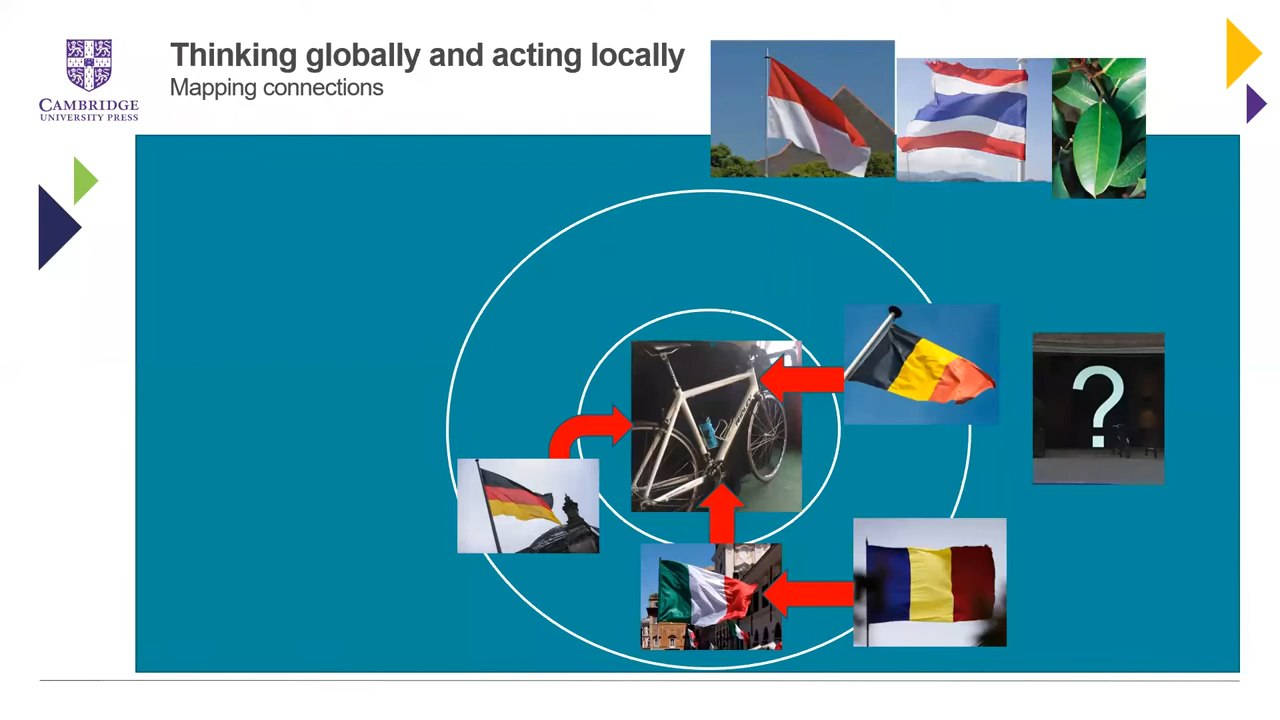 CAMBRIDGE
UNIVERSITY PRESS
Thinking globally and acting locally
Mapping connections
?